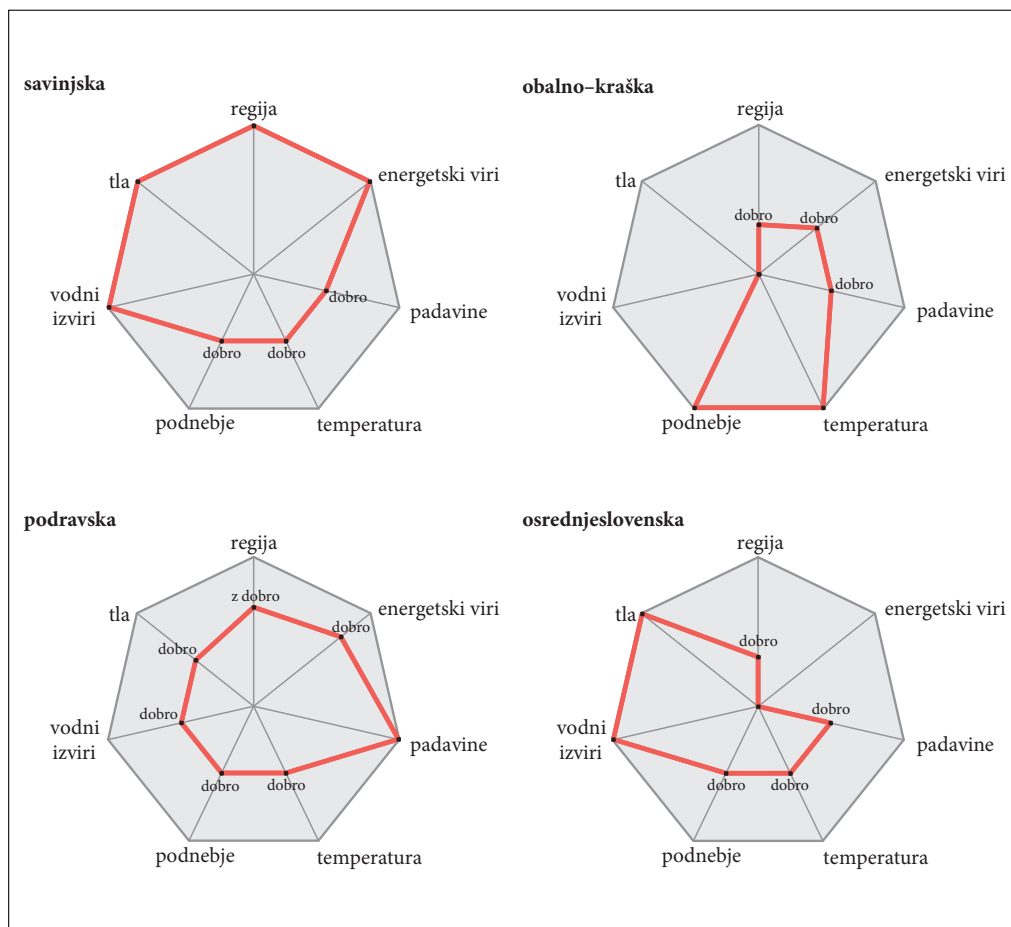 savinjska
regija
tla
energetski viri
dobro
vodni
izviri
padavine
dobro
dobro
podnebje
temperatura
obalno–kraška
regija
tla
energetski viri
dobro
dobro
vodni
izviri
dobro
padavine
podnebje
temperatura
podravska
regija
z dobro
tla
energetski viri
dobro
dobro
dobro
vodni
izviri
padavine
dobro
dobro
podnebje
temperatura
osrednjeslovenska
regija
tla
energetski viri
dobro
dobro
vodni
izviri
padavine
dobro
dobro
podnebje
temperatura